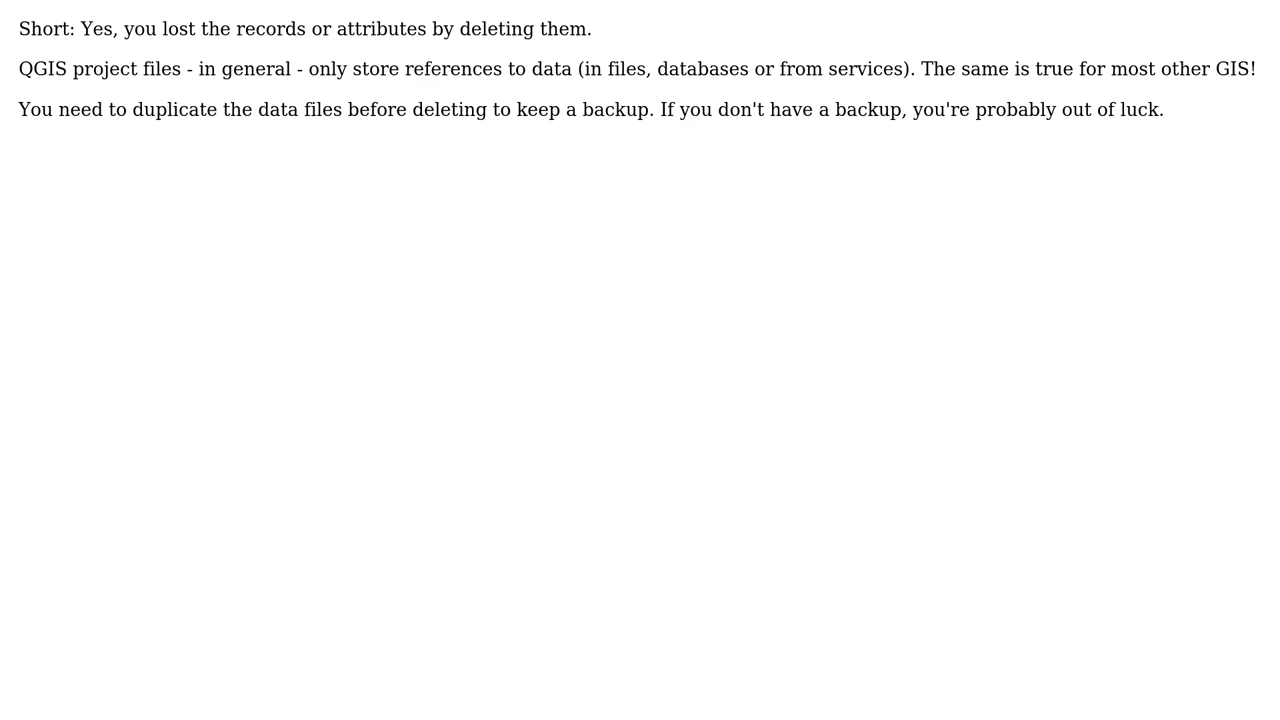 Short: Yes, you lost the records or attributes by deleting them.
QGIS project files - in general - only store references to data (in files, databases or from services). The same is true for most other GIS!
You need to duplicate the data files before deleting to keep a backup. If you don't have a backup, you're probably out of luck.